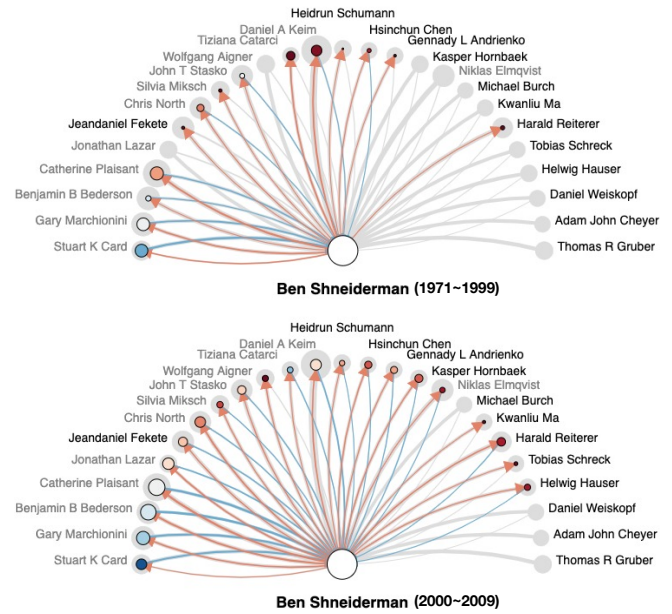 Heidrun Schumann
Daniel A Keim
Hsinchun Chen
Tiziana Catarci
Gennady L Andrienko
Wolfgang Aigner
Kasper Hornbaek
John T Stasko
Niklas Elmqvist
Silvia Miksch
Michael Burch
Chris North
Kwanliu Ma
Jeandaniel Fekete
Harald Reiterer
Jonathan Lazar
Tobias Schreck
Catherine Plaisant
Helwig Hauser
Benjamin B Bederson
Daniel Weiskopf
Gary Marchionini
Adam John Cheyer
Stuart K Card
Thomas R Gruber
Ben Shneiderman (1971~1999)
Heidrun Schumann
Daniel A Keim
Hsinchun Chen
Tiziana Catarci
Gennady L Andrienko
Wolfgang Aigner
Kasper Hornbaek
John T Stasko
Niklas Elmqvist
Silvia Miksch
Michael Burch
Chris North
Kwanliu Ma
Jeandaniel Fekete
Harald Reiterer
Jonathan Lazar
Tobias Schreck
Catherine Plaisant
Helwig Hauser
Benjamin B Bederson
Daniel Weiskopf
Gary Marchionini
Adam John Cheyer
Stuart K Card
Thomas R Gruber
Ben Shneiderman (2000~2009)